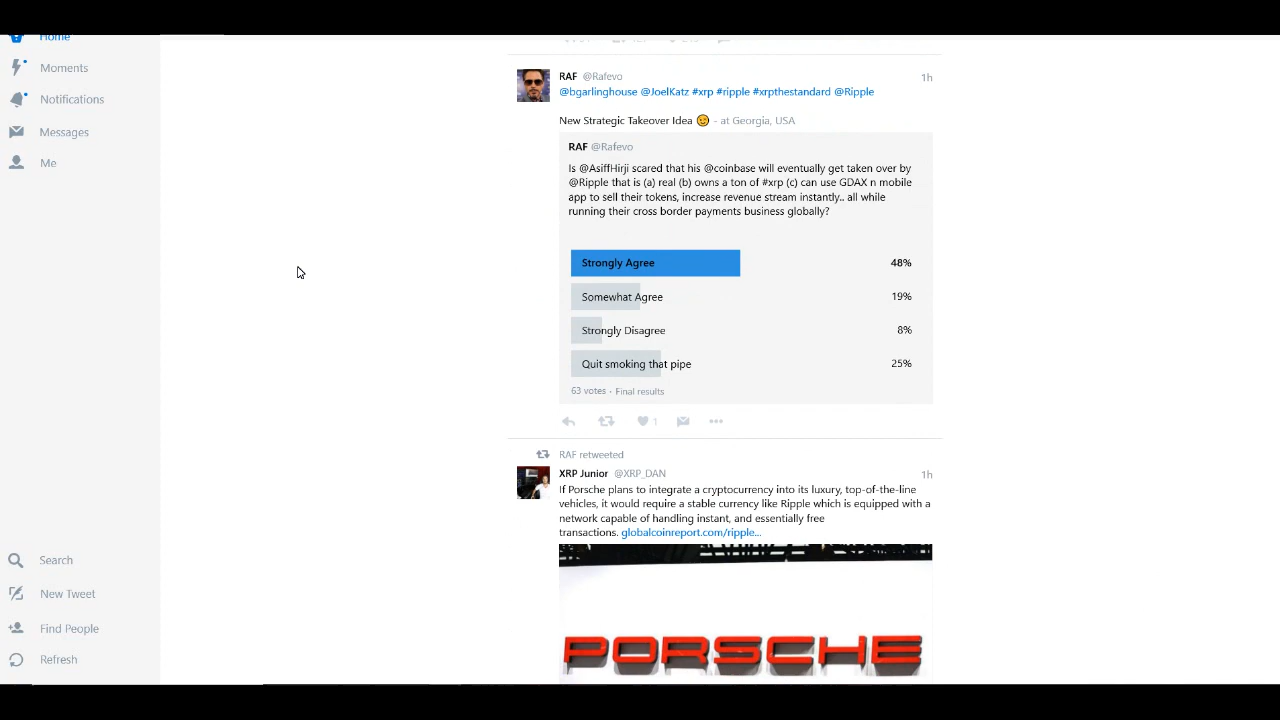 Home
Moments
Notifications
Messages
Me
Search
New Tweet
Find People
Refresh
RAF @Rafevo 1h
@bgarlinghouse @JoelKatz #xrp #ripple #xrpthestandard @Ripple
New Strategic Takeover Idea 😉 - at Georgia, USA
RAF @Rafevo
Is @AsiffHirji scared that his @coinbase will eventually get taken over by
@Ripple that is (a) real (b) owns a ton of #xrp (c) can use GDAX n mobile
app to sell their tokens, increase revenue stream instantly.. all while
running their cross border payments business globally?
Strongly Agree 48%
Somewhat Agree 19%
Strongly Disagree 8%
Quit smoking that pipe 25%
63 votes · Final results
1
RAF retweeted
XRP Junior @XRP_DAN 1h
If Porsche plans to integrate a cryptocurrency into its luxury, top-of-the-line
vehicles, it would require a stable currency like Ripple which is equipped with a
network capable of handling instant, and essentially free
transactions. globalcoinreport.com/ripple...
PORSCHE